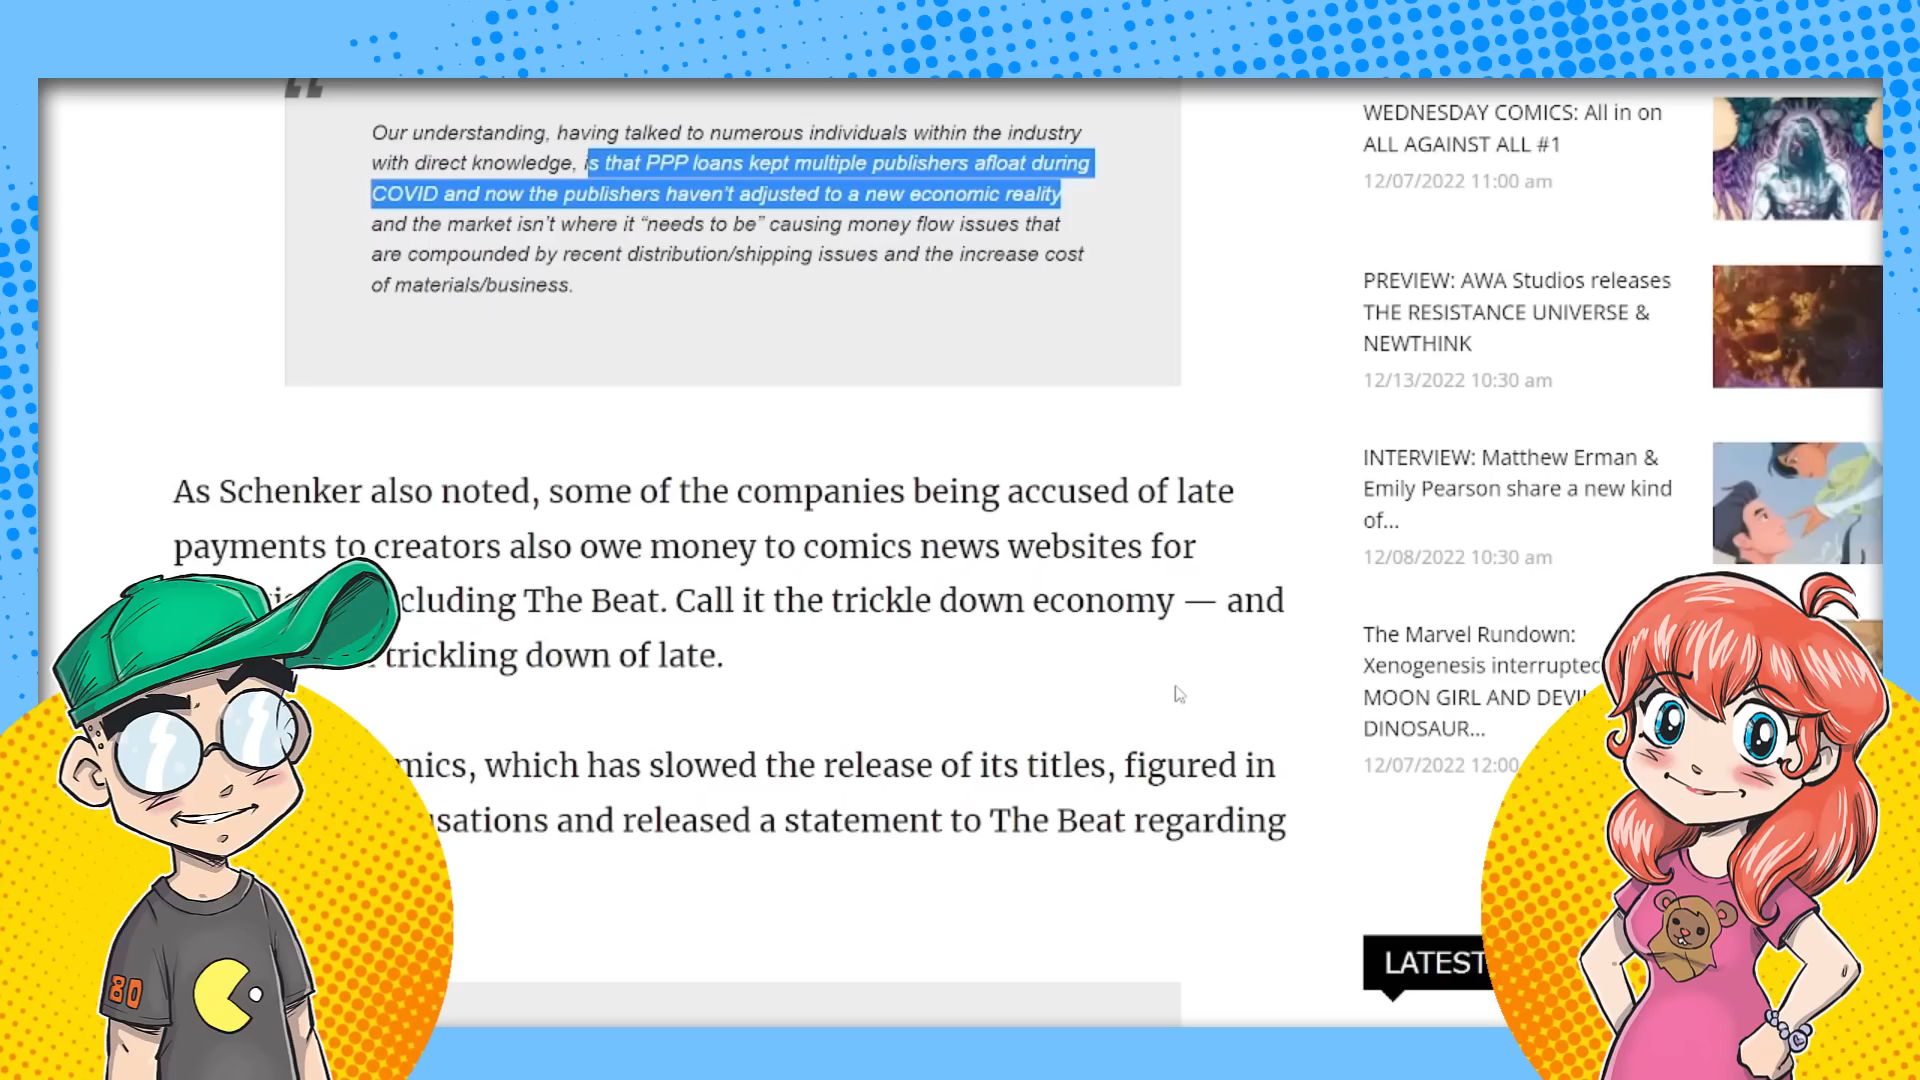 Our understanding, having talked to numerous individuals within the industry
with direct knowledge, is that PPP loans kept multiple publishers afloat during
COVID and now the publishers haven't adjusted to a new economic reality
and the market isn't where it “needs to be” causing money flow issues that
are compounded by recent distribution/shipping issues and the increase cost
of materials/business.
As Schenker also noted, some of the companies being accused of late
payments to creators also owe money to comics news websites for
cluding The Beat. Call it the trickle down economy — and
trickling down of late.
mics, which has slowed the release of its titles, figured in
sations and released a statement to The Beat regarding
WEDNESDAY COMICS: All in on
ALL AGAINST ALL #1
12/07/2022 11:00 am
PREVIEW: AWA Studios releases
THE RESISTANCE UNIVERSE &
NEWTHINK
12/13/2022 10:30 am
INTERVIEW: Matthew Erman &
Emily Pearson share a new kind
of...
12/08/2022 10:30 am
The Marvel Rundown:
Xenogenesis interrupted
MOON GIRL AND DEVI
DINOSAUR...
12/07/2022 12:00
LATEST
80